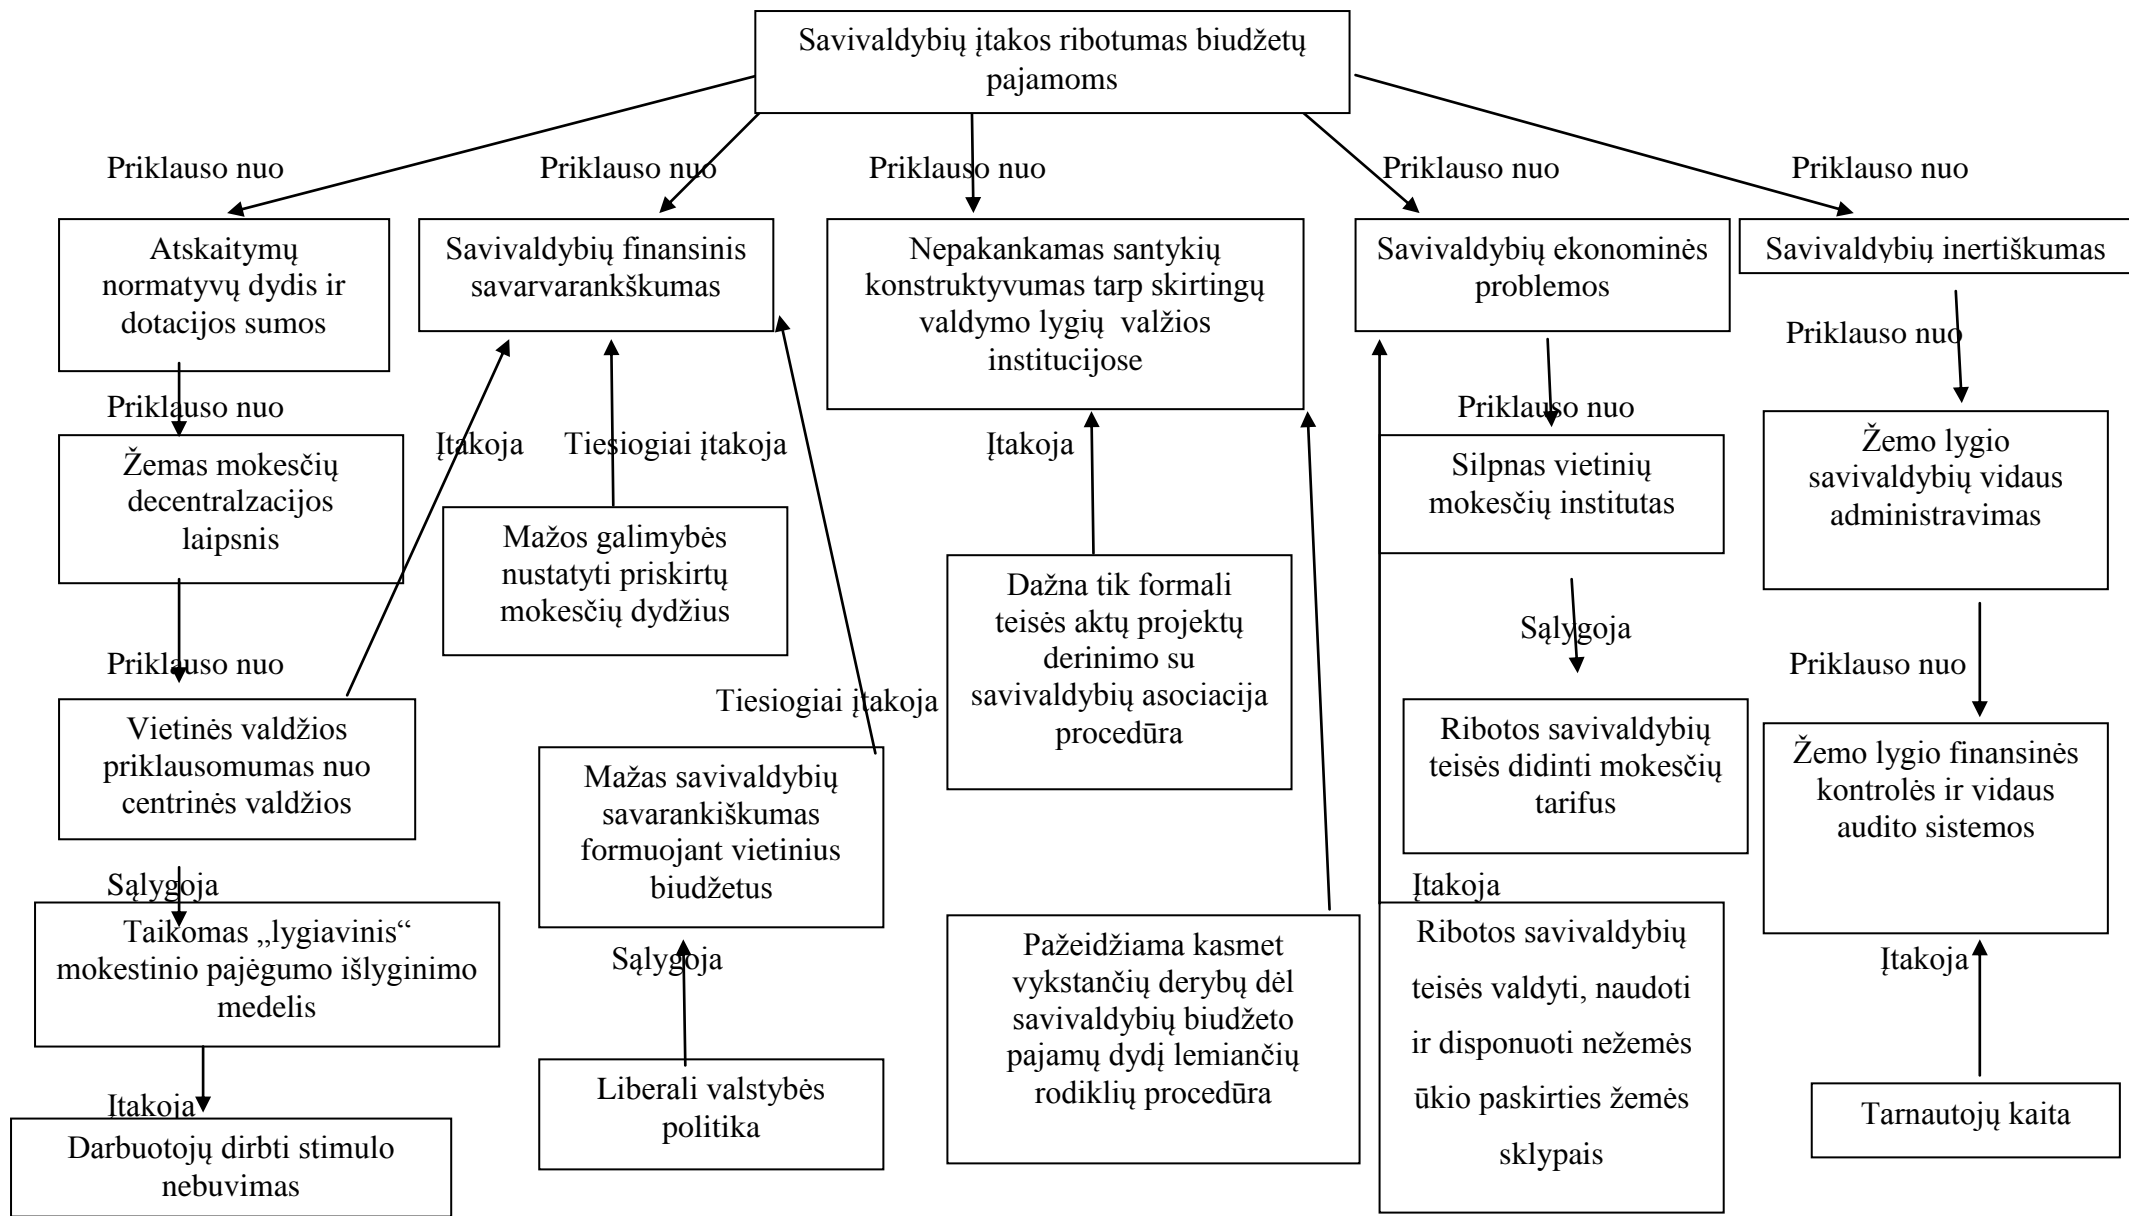 Savivaldybių įtakos ribotumas biudžetų
pajamoms
Priklauso nuo
Priklauso nuo
Priklauso nuo
Priklauso nuo
Priklauso nuo
Atskaitymų
normatyvų dydis ir
dotacijos sumos
Savivaldybių finansinis
savarvarankškumas
Nepakankamas santykių
konstruktyvumas tarp skirtingų
valdymo lygių valžios
institucijose
Savivaldybių ekonominės
problemos
Savivaldybių inertiškumas
Priklauso nuo
Priklauso nuo
Priklauso nuo
Įtakoja
Tiesiogiai įtakoja
Įtakoja
Žemas mokesčių
decentralzacijos
laipsnis
Silpnas vietinių
mokesčių institutas
Žemo lygio
savivaldybių vidaus
administravimas
Mažos galimybės
nustatyti priskirtų
mokesčių dydžius
Dažna tik formali
teisės aktų projektų
derinimo su
savivaldybių asociacija
procedūra
Sąlygoja
Priklauso nuo
Priklauso nuo
Tiesiogiai įtakoja
Vietinės valdžios
priklausomumas nuo
centrinės valdžios
Ribotos savivaldybių
teisės didinti mokesčių
tarifus
Žemo lygio finansinės
kontrolės ir vidaus
audito sistemos
Mažas savivaldybių
savarankiškumas
formuojant vietinius
biudžetus
Sąlygoja
Įtakoja
Taikomas „lygiavinis“
mokestinio pajėgumo išlyginimo
medelis
Sąlygoja
Pažeidžiama kasmet
vykstančių derybų dėl
savivaldybių biudžeto
pajamų dydį lemiančių
rodiklių procedūra
Ribotos savivaldybių
teisės valdyti, naudoti
ir disponuoti nežemės
ūkio paskirties žemės
sklypais
Įtakoja
Liberali valstybės
politika
Įtakoja
Tarnautojų kaita
Darbuotojų dirbti stimulo
nebuvimas